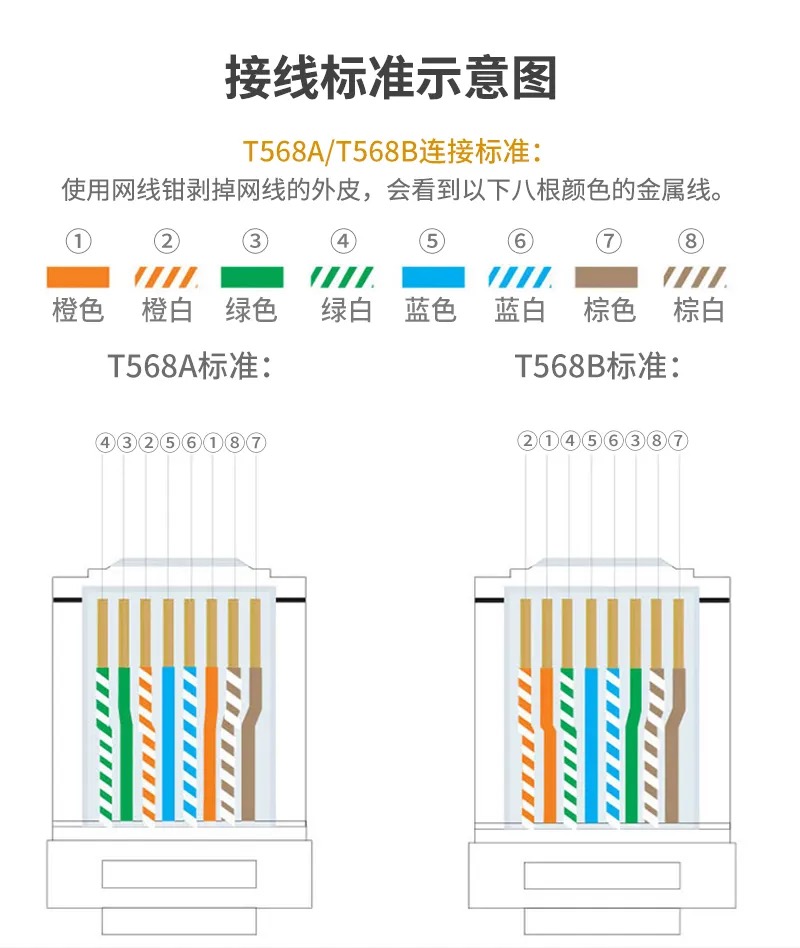 接线标准示意图
T568A/T568B连接标准：
使用网线钳剥掉网线的外皮，会看到以下八根颜色的金属线。
① ② ③ ④ ⑤ ⑥ ⑦ ⑧
橙色 橙白 绿色 绿白 蓝色 蓝白 棕色 棕白
T568A标准： T568B标准：
④③②⑤⑥①⑧⑦ ②①④⑤⑥③⑧⑦